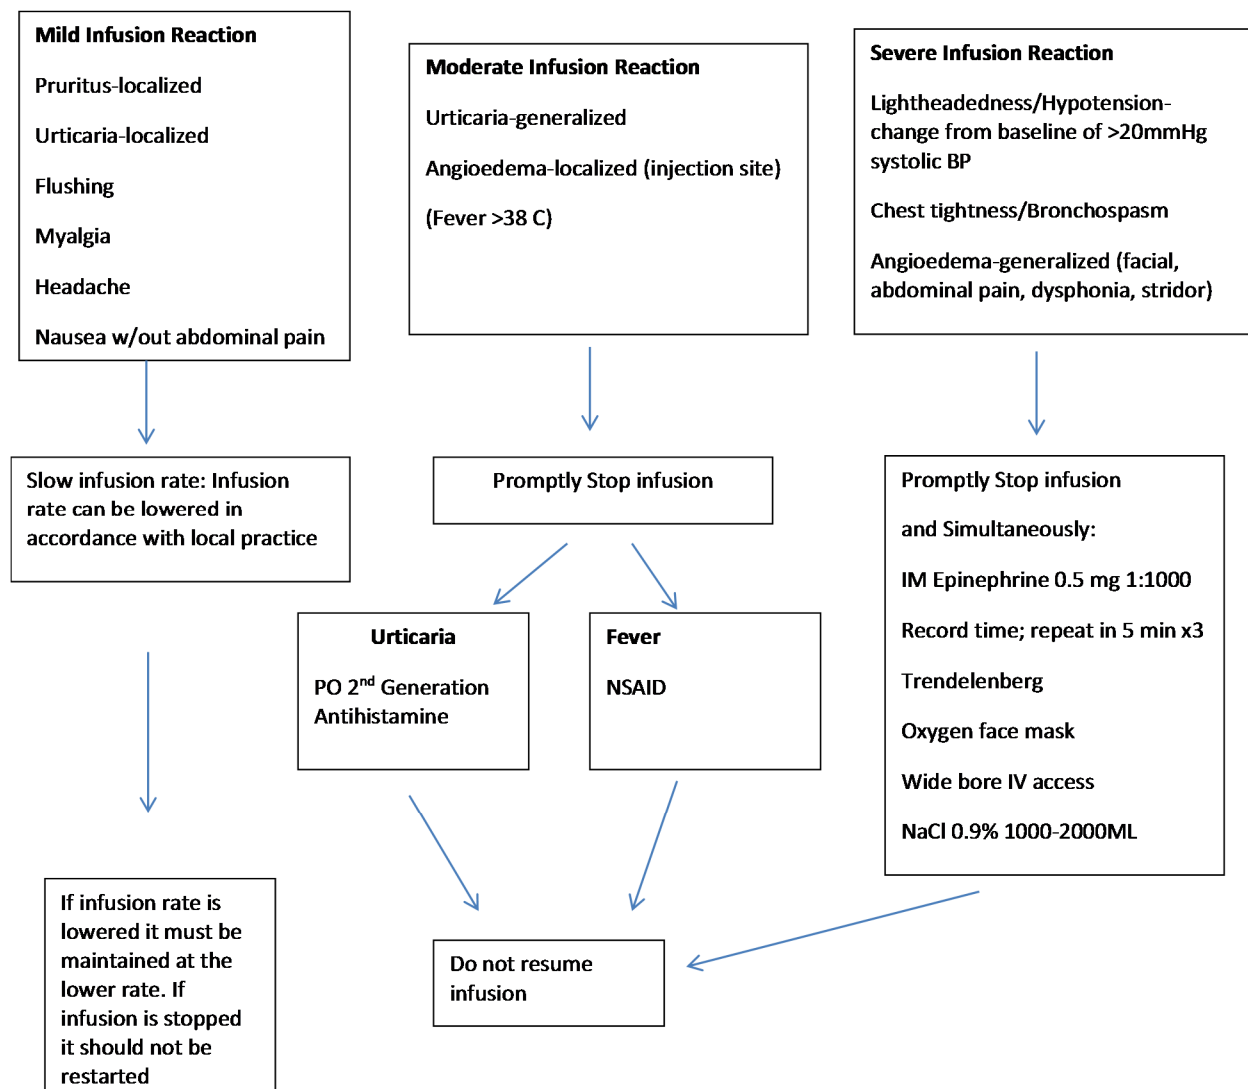 Mild Infusion Reaction
Pruritus-localized
Urticaria-localized
Flushing
Myalgia
Headache
Nausea w/out abdominal pain
Moderate Infusion Reaction
Urticaria-generalized
Angioedema-localized (injection site)
(Fever >38 C)
Severe Infusion Reaction
Lightheadedness/Hypotension-
change from baseline of >20mmHg
systolic BP
Chest tightness/Bronchospasm
Angioedema-generalized (facial,
abdominal pain, dysphonia, stridor)
Slow infusion rate: Infusion
rate can be lowered in
accordance with local practice
Promptly Stop infusion
Promptly Stop infusion
and Simultaneously:
IM Epinephrine 0.5 mg 1:1000
Record time; repeat in 5 min x3
Trendelenberg
Oxygen face mask
Wide bore IV access
NaCl 0.9% 1000-2000ML
Urticaria
PO 2nd Generation
Antihistamine
Fever
NSAID
If infusion rate is
lowered it must be
maintained at the
lower rate. If
infusion is stopped
it should not be
restarted
Do not resume
infusion